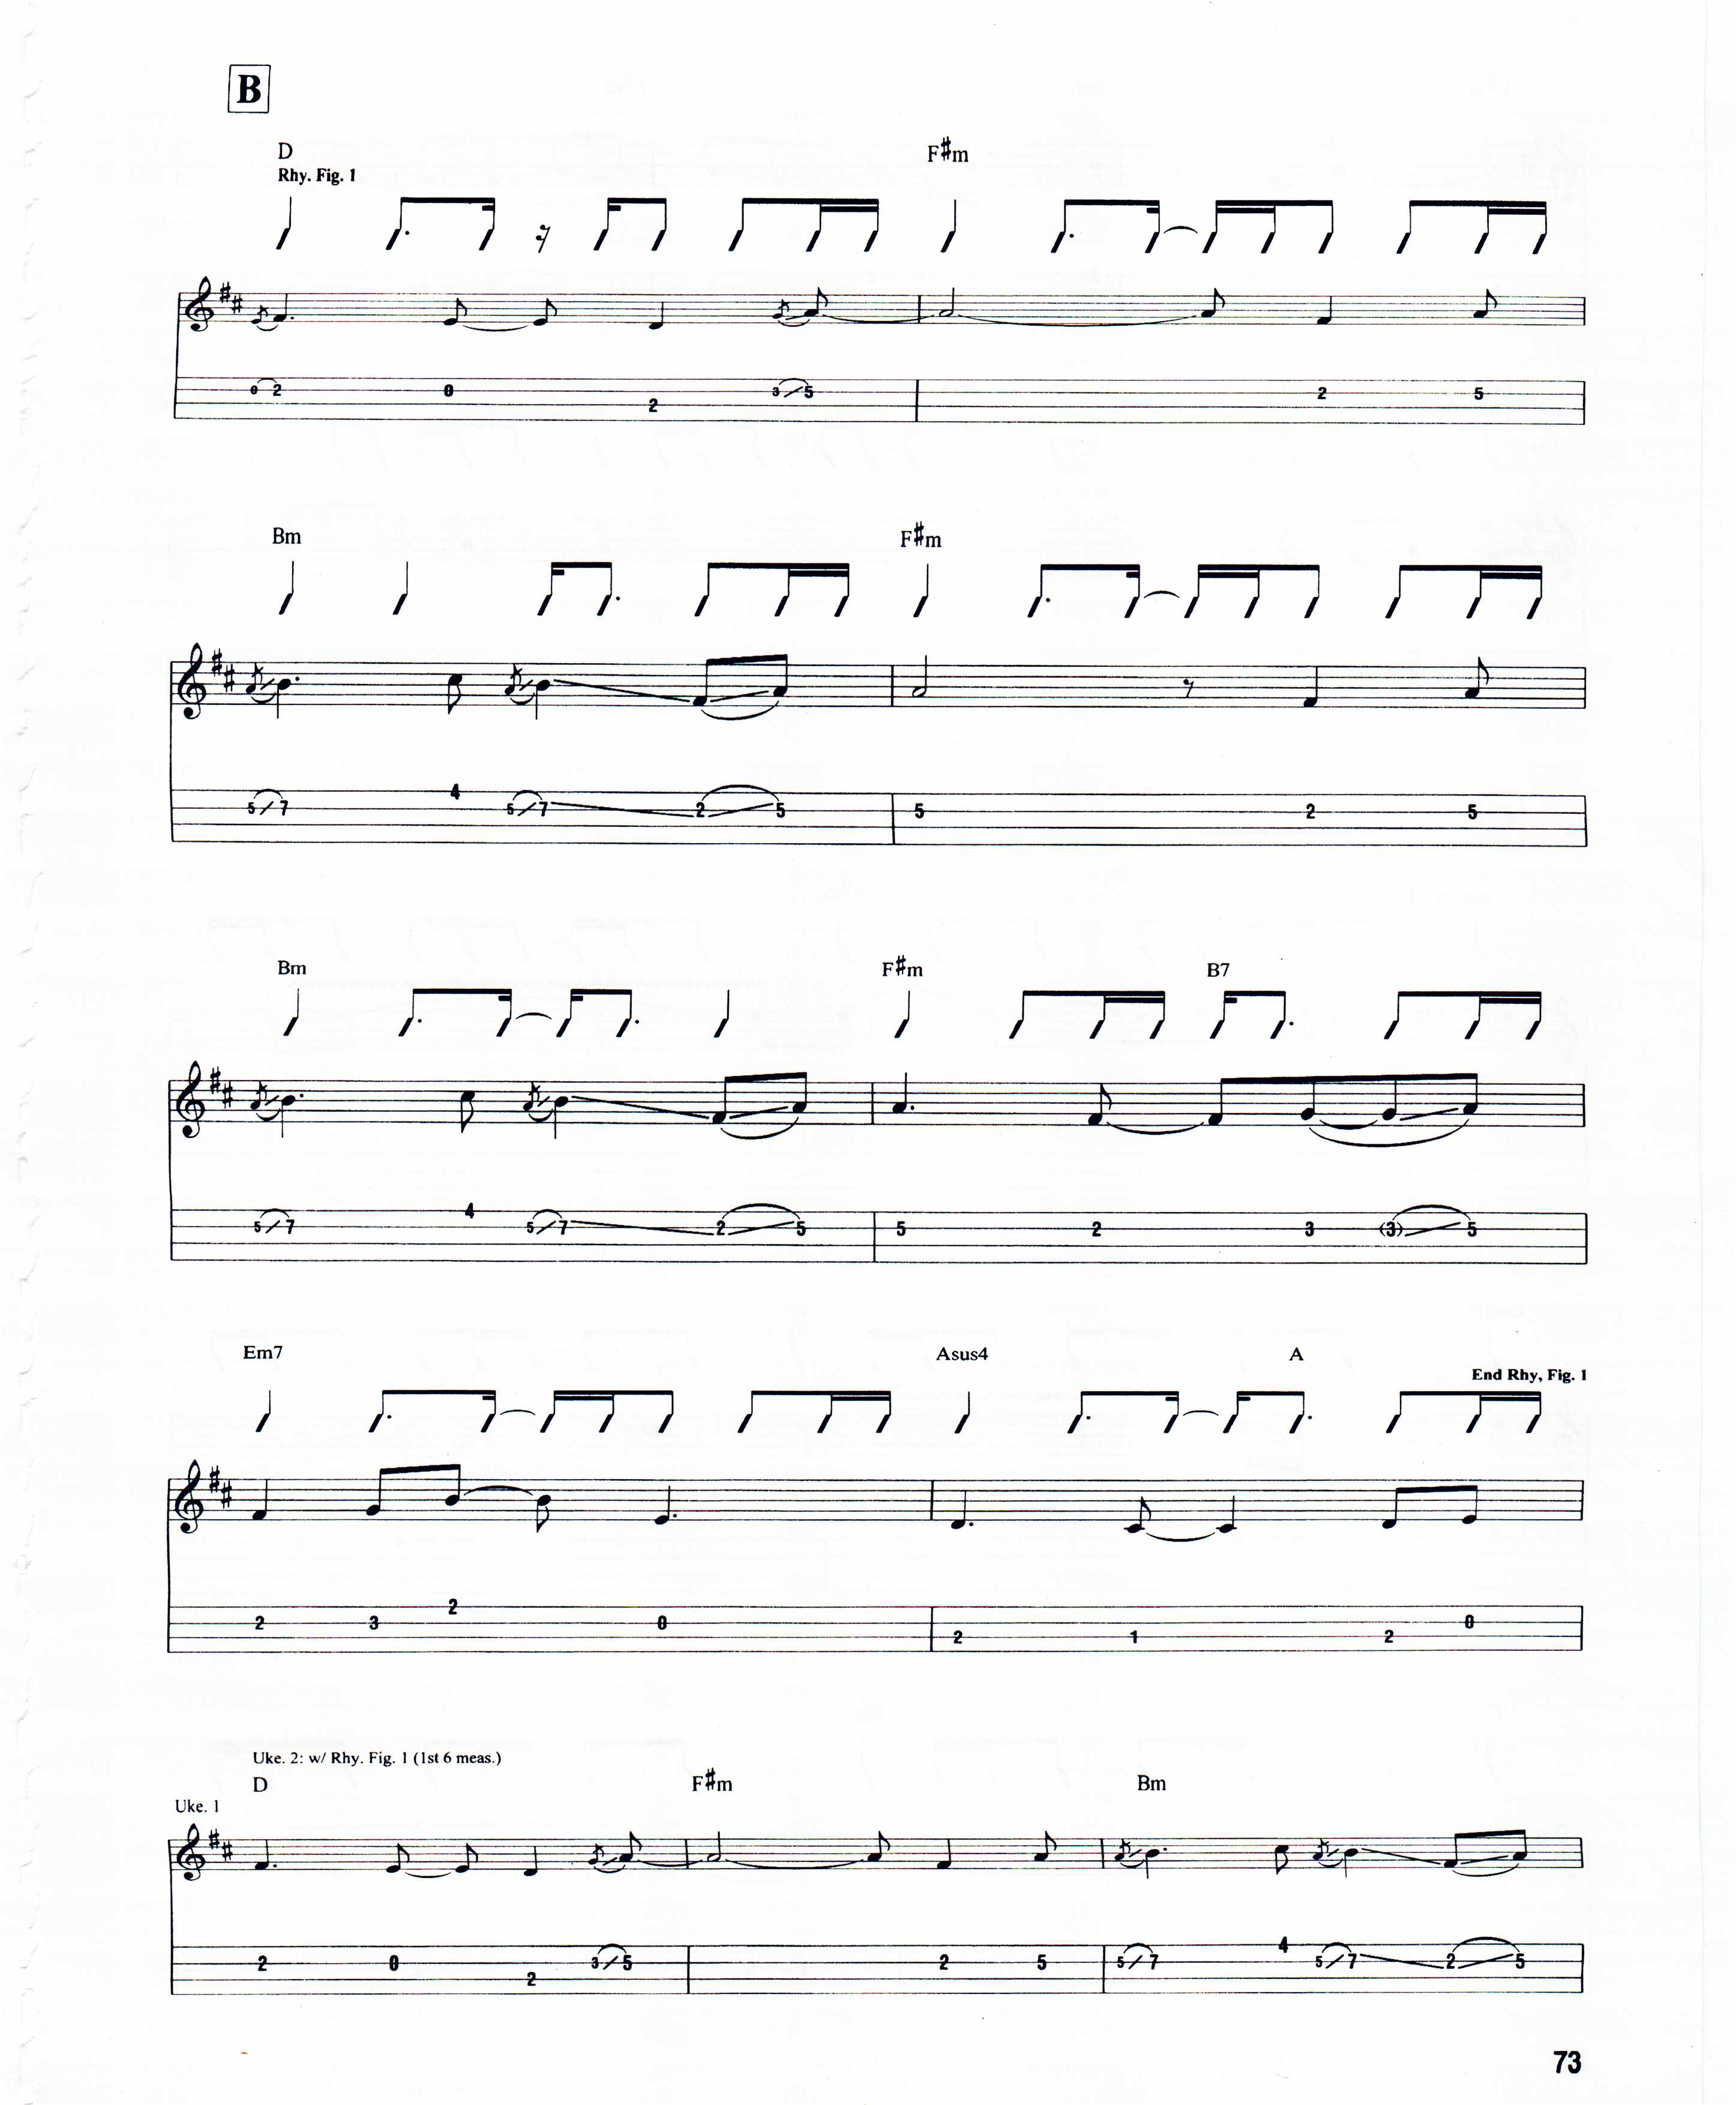 B
D F#m
Rhy. Fig. 1
0 2 0 2 3 5 2 5
Bm F#m
5 7 4 5 7 2 5 5 2 5
Bm F#m B7
5 7 4 5 7 2 5 5 2 3 (3) 5
Em7 Asus4 A
End Rhy, Fig. 1
2 3 2 0 2 1 2 0
Uke. 2: w/ Rhy. Fig. 1 (1st 6 meas.)
D F#m Bm
Uke. 1
2 0 2 3 5 2 5 5 7 4 5 7 2 5
73